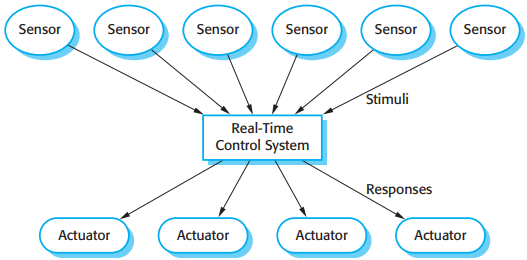 Sensor
Sensor
Sensor
Sensor
Sensor
Sensor
Stimuli
Real-Time
Control System
Responses
Actuator
Actuator
Actuator
Actuator